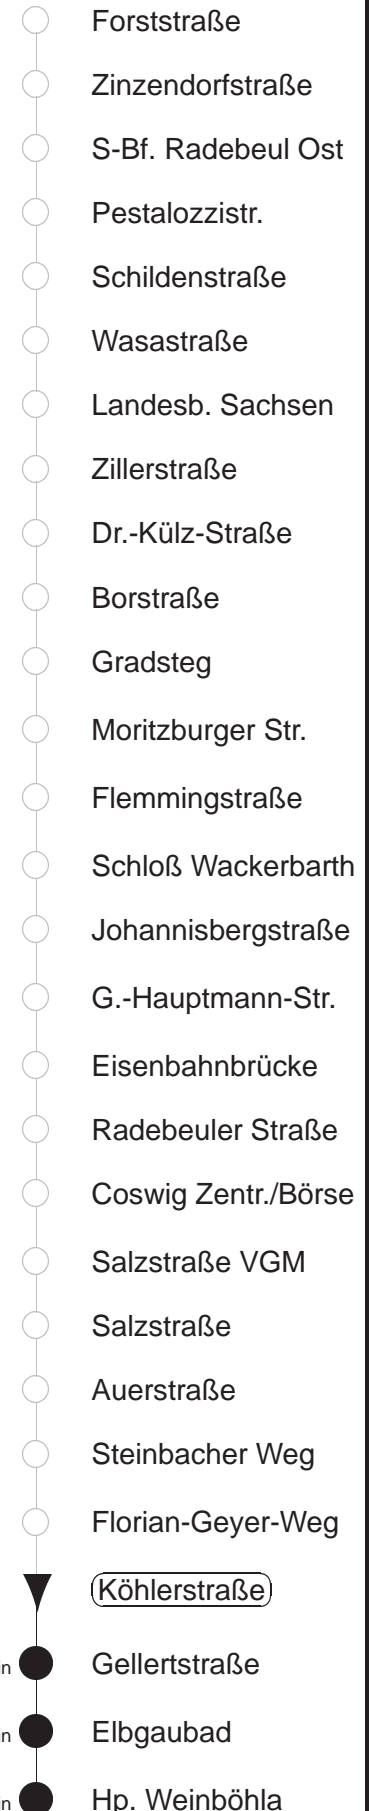 Forststraße
Zinzendorfstraße
S-Bf. Radebeul Ost
Pestalozzistr.
Schildenstraße
Wasastraße
Landesb. Sachsen
Zillerstraße
Dr.-Külz-Straße
Borstraße
Gradsteg
Moritzburger Str.
Flemmingstraße
Schloß Wackerbarth
Johannisbergstraße
G.-Hauptmann-Str.
Eisenbahnbrücke
Radebeuler Straße
Coswig Zentr./Börse
Salzstraße VGM
Salzstraße
Auerstraße
Steinbacher Weg
Florian-Geyer-Weg
Köhlerstraße
Gellertstraße
Elbgaubad
Hp. Weinböhla